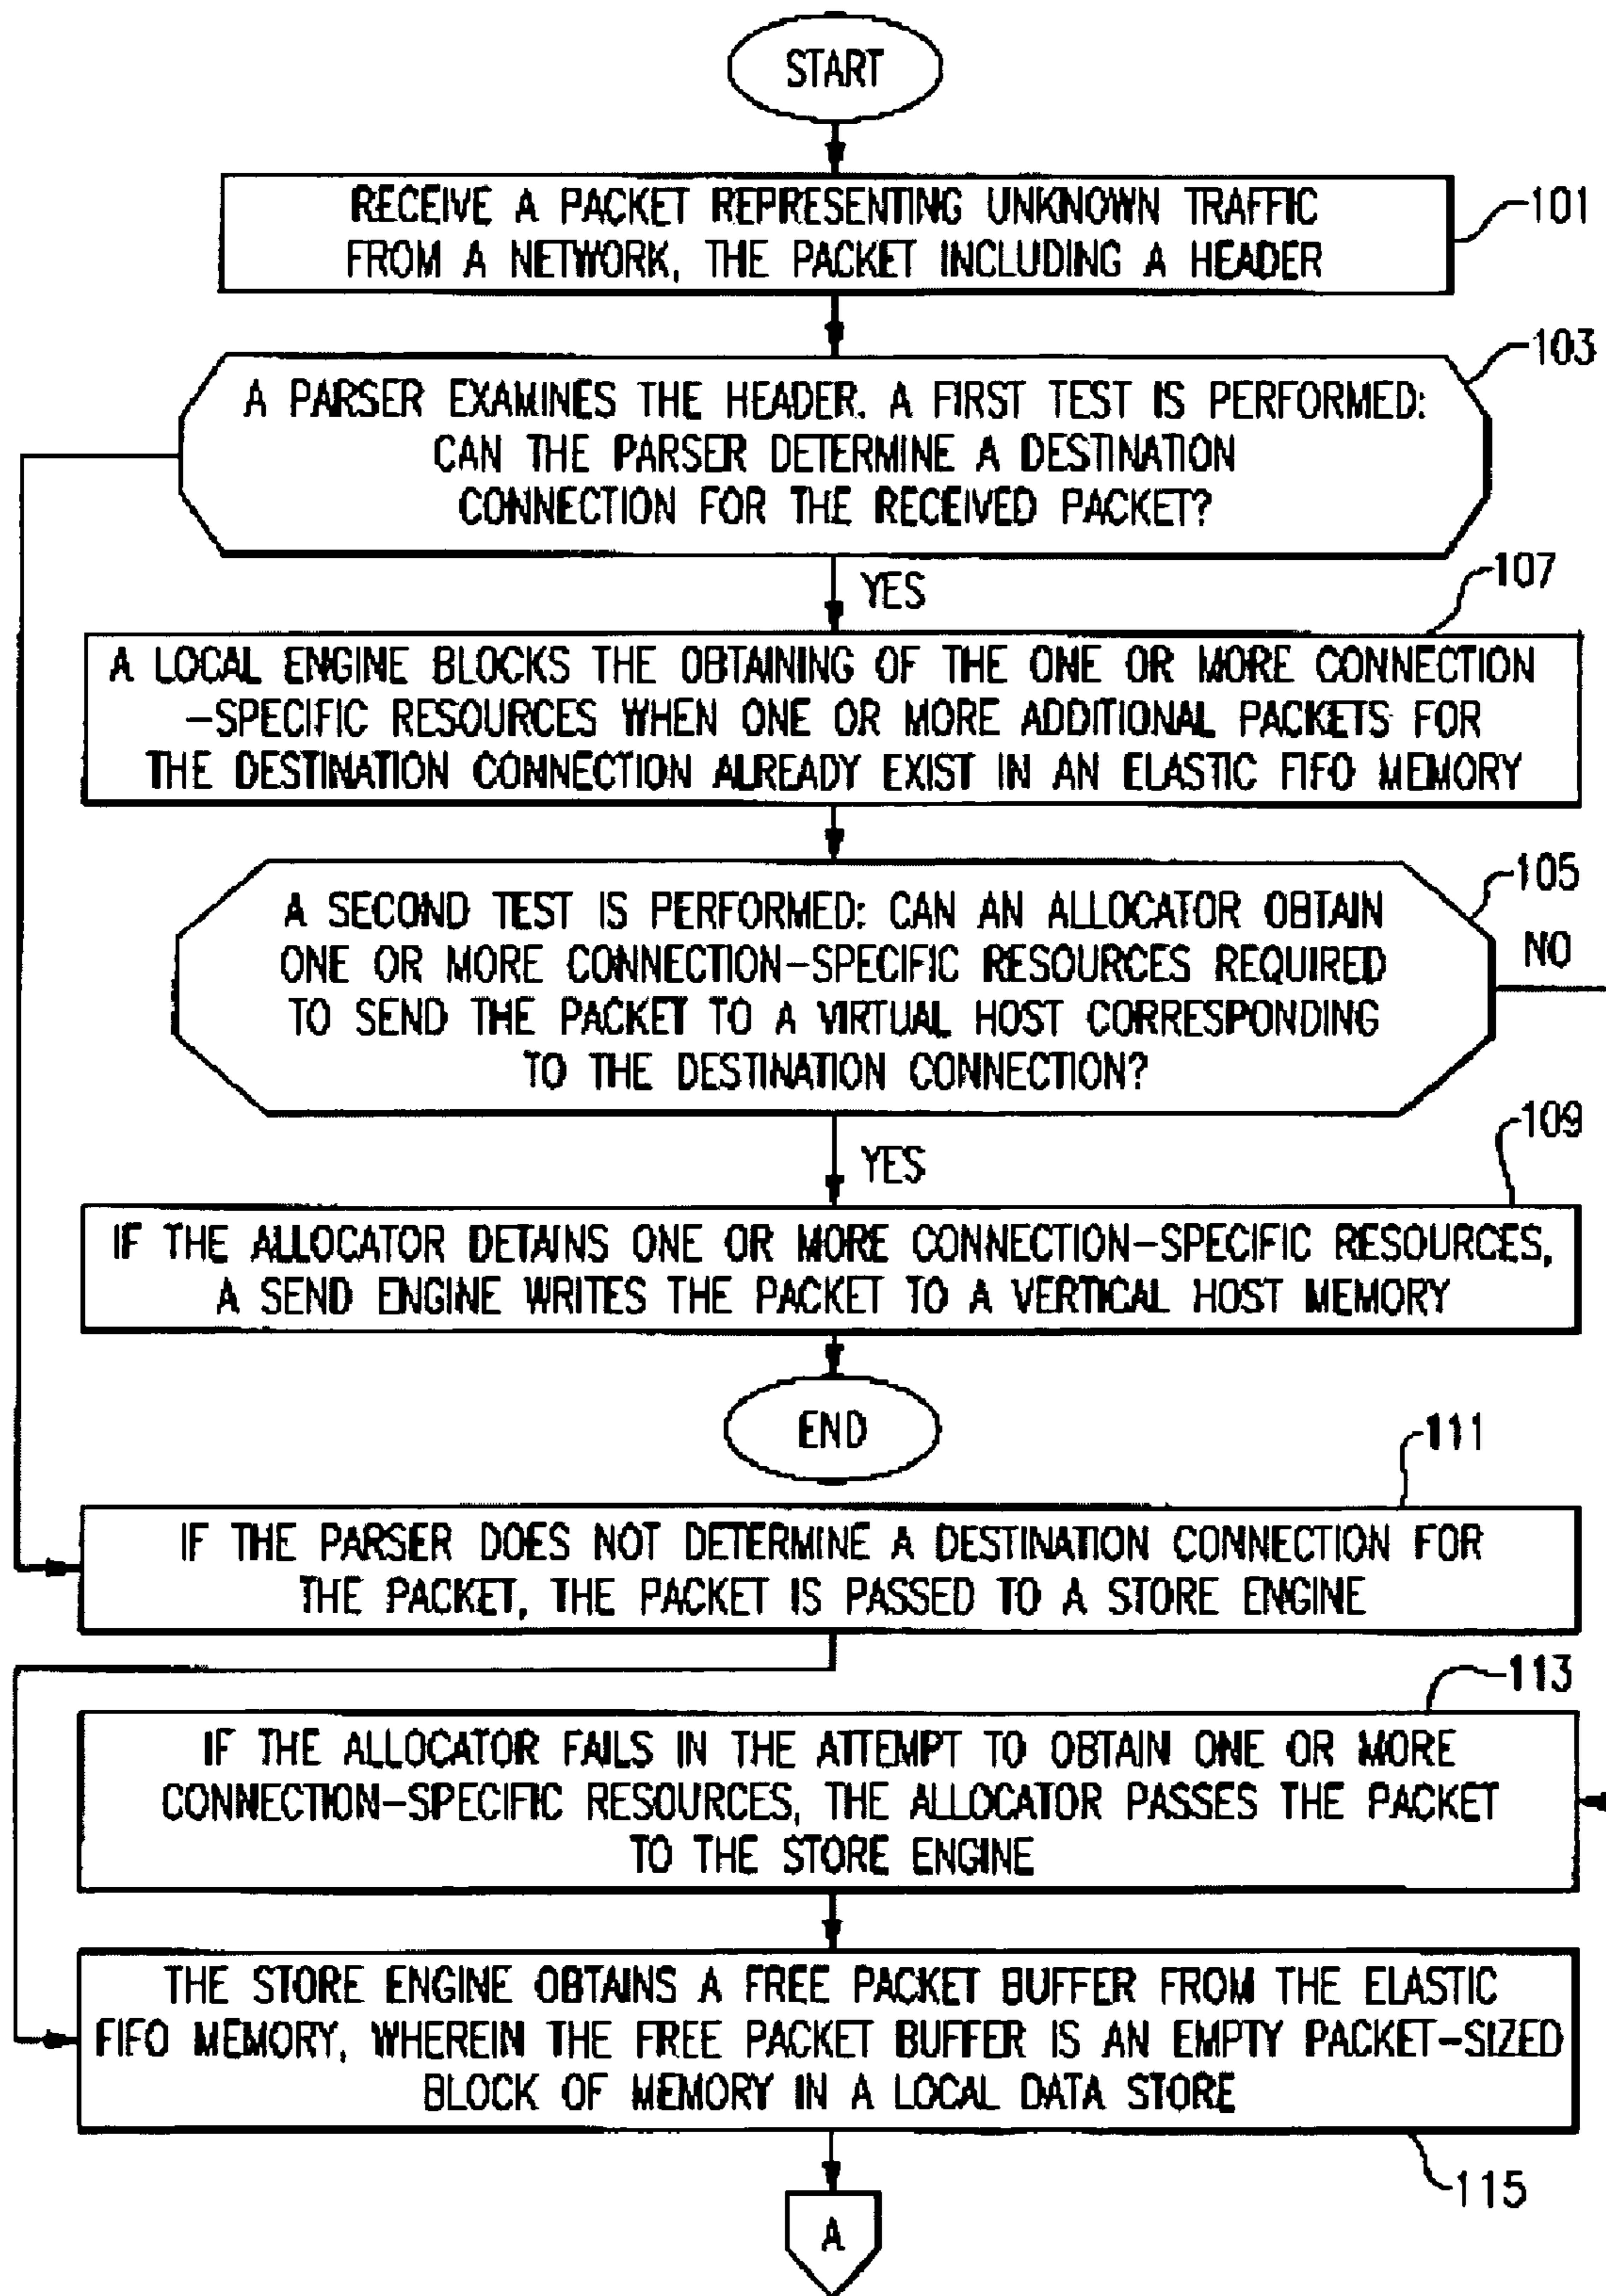 START
RECEIVE A PACKET REPRESENTING UNKNOWN TRAFFIC
FROM A NETWORK, THE PACKET INCLUDING A HEADER
101
103
A PARSER EXAMINES THE HEADER. A FIRST TEST IS PERFORMED:
CAN THE PARSER DETERMINE A DESTINATION
CONNECTION FOR THE RECEIVED PACKET?
YES
107
A LOCAL ENGINE BLOCKS THE OBTAINING OF THE ONE OR MORE CONNECTION
-SPECIFIC RESOURCES WHEN ONE OR MORE ADDITIONAL PACKETS FOR
THE DESTINATION CONNECTION ALREADY EXIST IN AN ELASTIC FIFO MEMORY
105
A SECOND TEST IS PERFORMED: CAN AN ALLOCATOR OBTAIN
ONE OR MORE CONNECTION-SPECIFIC RESOURCES REQUIRED
TO SEND THE PACKET TO A VIRTUAL HOST CORRESPONDING
TO THE DESTINATION CONNECTION?
NO
YES
109
IF THE ALLOCATOR DETAINS ONE OR MORE CONNECTION-SPECIFIC RESOURCES,
A SEND ENGINE WRITES THE PACKET TO A VERTICAL HOST MEMORY
END
111
IF THE PARSER DOES NOT DETERMINE A DESTINATION CONNECTION FOR
THE PACKET, THE PACKET IS PASSED TO A STORE ENGINE
113
IF THE ALLOCATOR FAILS IN THE ATTEMPT TO OBTAIN ONE OR MORE
CONNECTION-SPECIFIC RESOURCES, THE ALLOCATOR PASSES THE PACKET
TO THE STORE ENGINE
THE STORE ENGINE OBTAINS A FREE PACKET BUFFER FROM THE ELASTIC
FIFO MEMORY, WHEREIN THE FREE PACKET BUFFER IS AN EMPTY PACKET-SIZED
BLOCK OF MEMORY IN A LOCAL DATA STORE
115
A